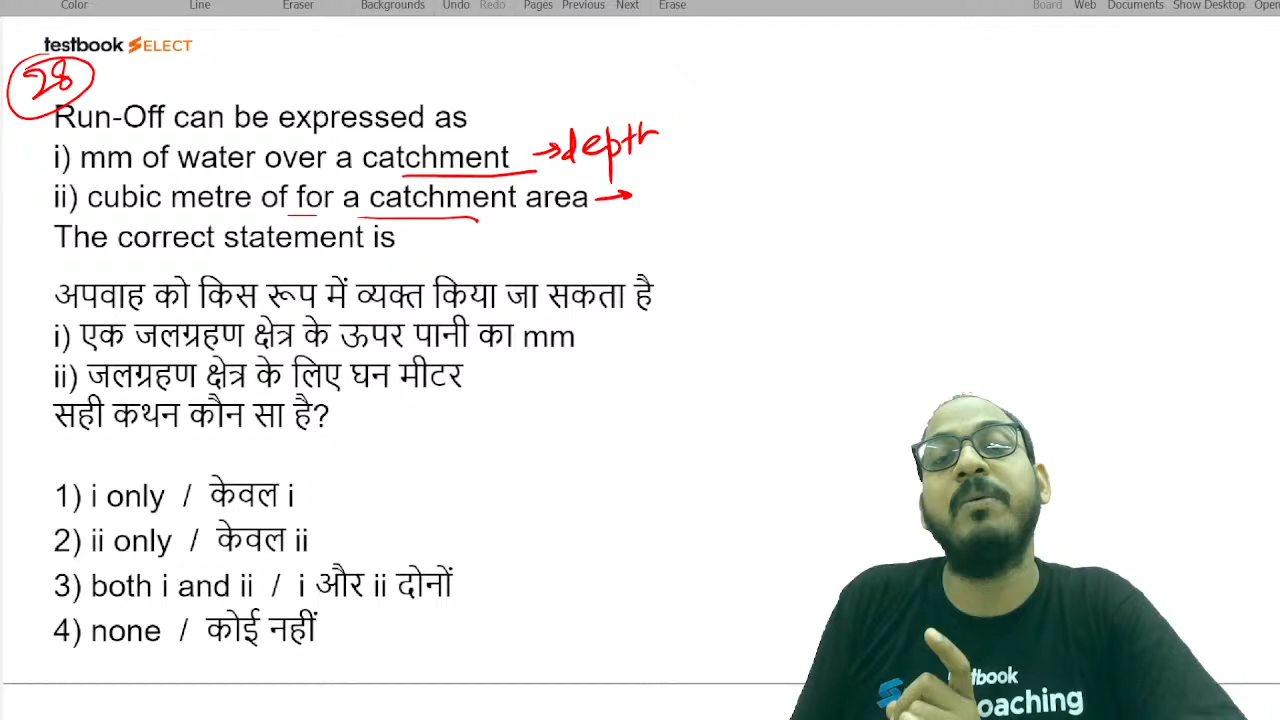 Color Line Eraser Backgrounds Undo Redo Pages Previous Next Erase Board Web Documents Show Desktop
testbook SELECT
28
Run-Off can be expressed as
i) mm of water over a catchment → depth
ii) cubic metre of for a catchment area →
The correct statement is
अपवाह को किस रूप में व्यक्त किया जा सकता है
i) एक जलग्रहण क्षेत्र के ऊपर पानी का mm
ii) जलग्रहण क्षेत्र के लिए घन मीटर
सही कथन कौन सा है?
1) i only / केवल i
2) ii only / केवल ii
3) both i and ii / i और ii दोनों
4) none / कोई नहीं